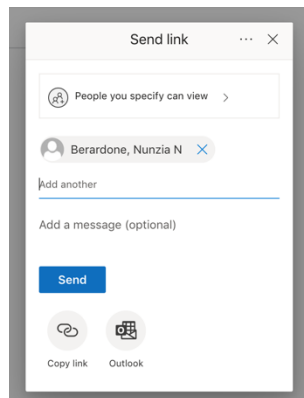 Send link
People you specify can view
Berardone, Nunzia N
Add another
Add a message (optional)
Send
Copy link Outlook